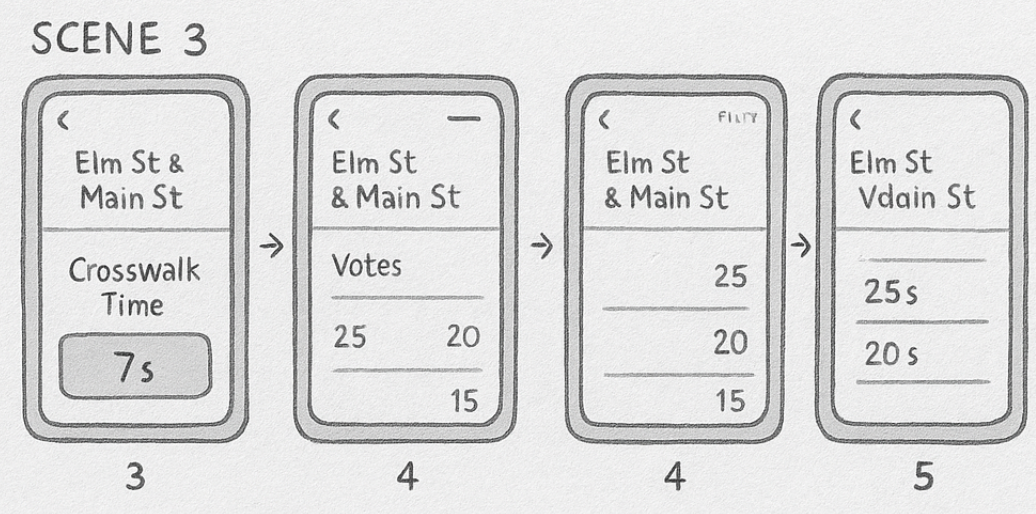 SCENE 3
<
Elm St &
Main St
Crosswalk
Time
7s
3
<
Elm St
& Main St
Votes
25 20
15
4
<
Elm St
& Main St
25
20
15
4
<
Elm St
Vdain St
25s
20s
5